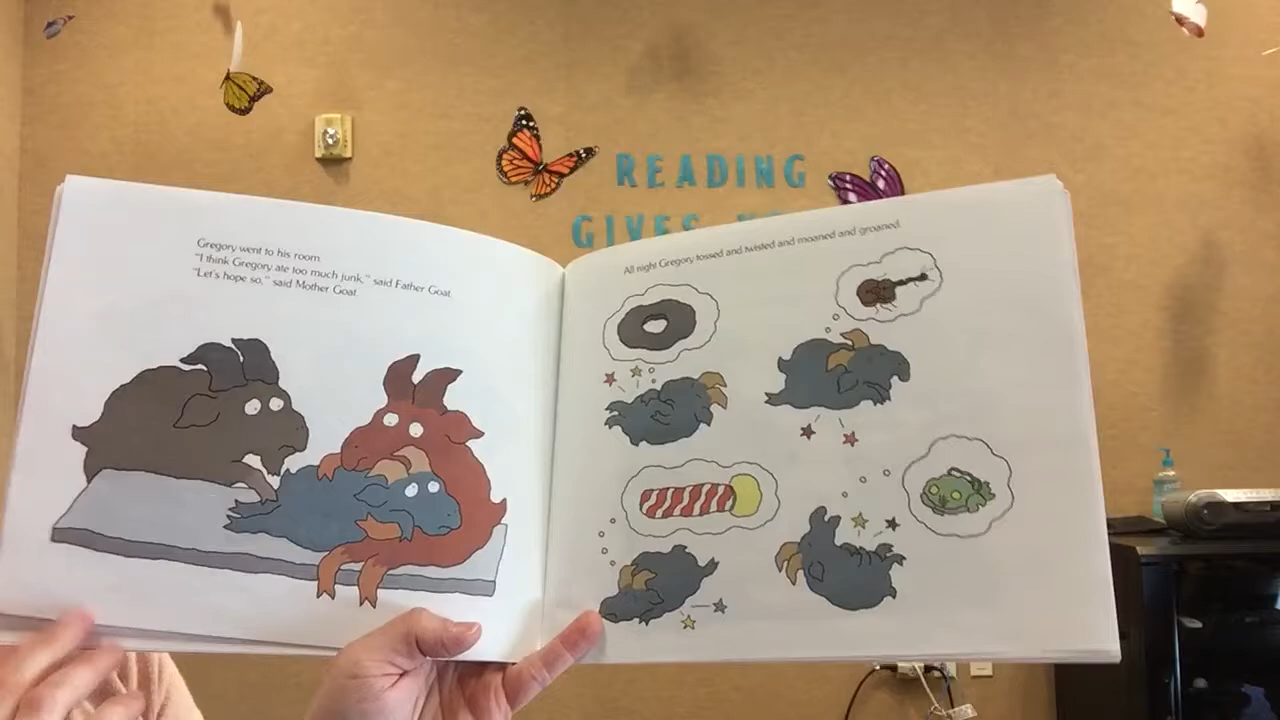 READING
GIVES
Gregory went to his room.
"I think Gregory ate too much junk," said Father Goat.
"Let's hope so," said Mother Goat.
All night Gregory tossed and twisted and moaned and groaned.